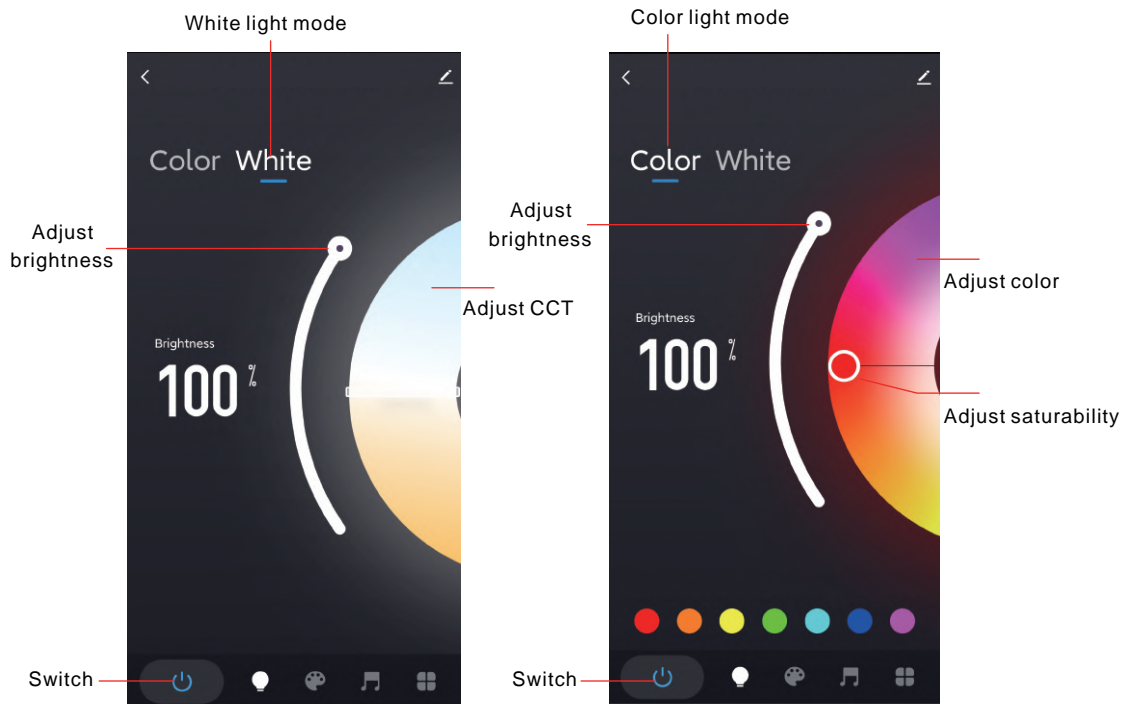 White light mode
Color White
Adjust
brightness
Adjust CCT
Brightness
100 %
Switch
Color light mode
Color White
Adjust
brightness
Adjust color
Brightness
100 %
Adjust saturability
Switch